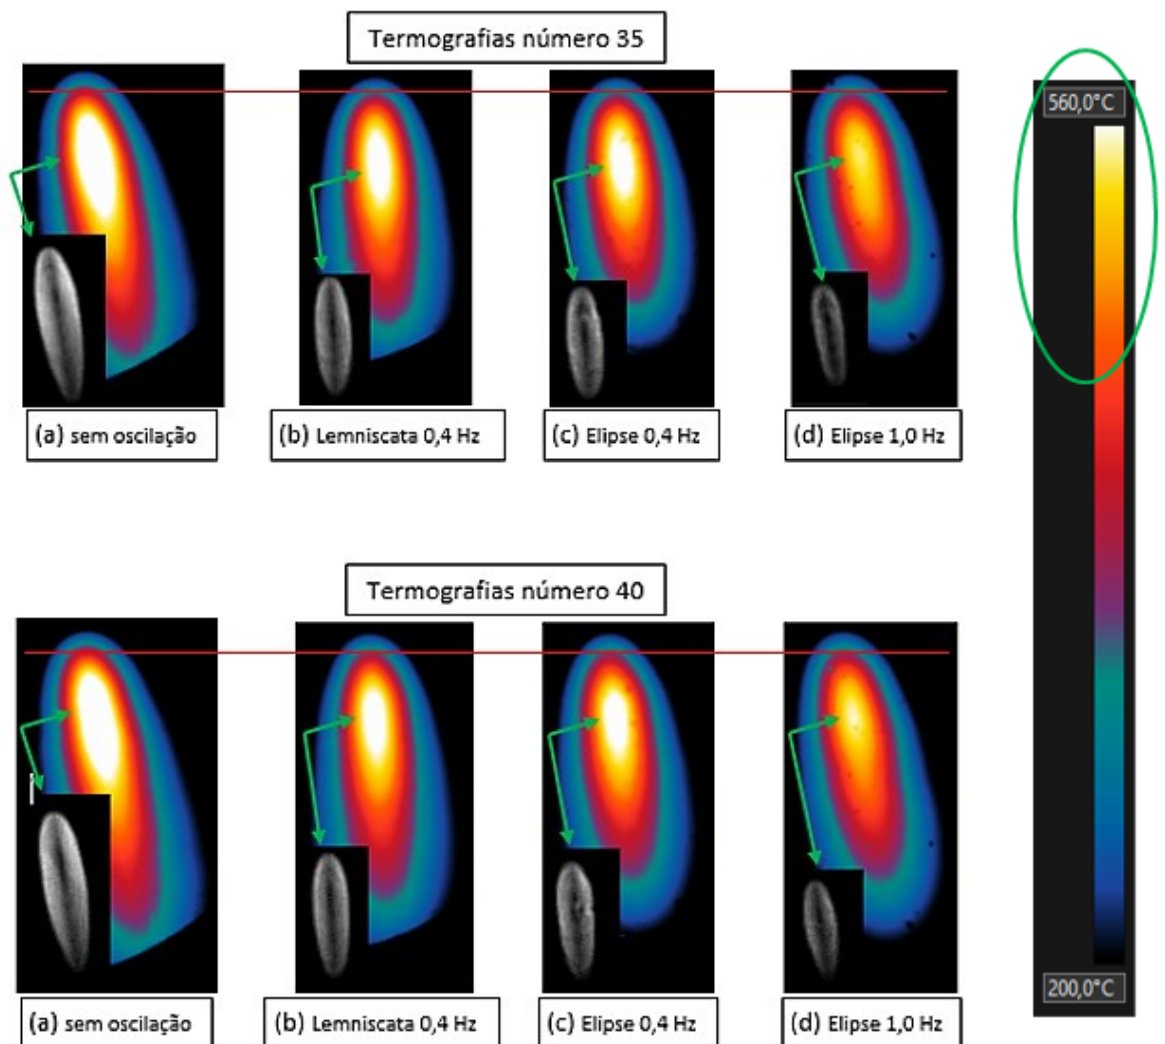 Termografias número 35
560,0°C
(a) sem oscilação
(b) Lemniscata 0,4 Hz
(c) Elipse 0,4 Hz
(d) Elipse 1,0 Hz
Termografias número 40
200,0°C
(a) sem oscilação
(b) Lemniscata 0,4 Hz
(c) Elipse 0,4 Hz
(d) Elipse 1,0 Hz